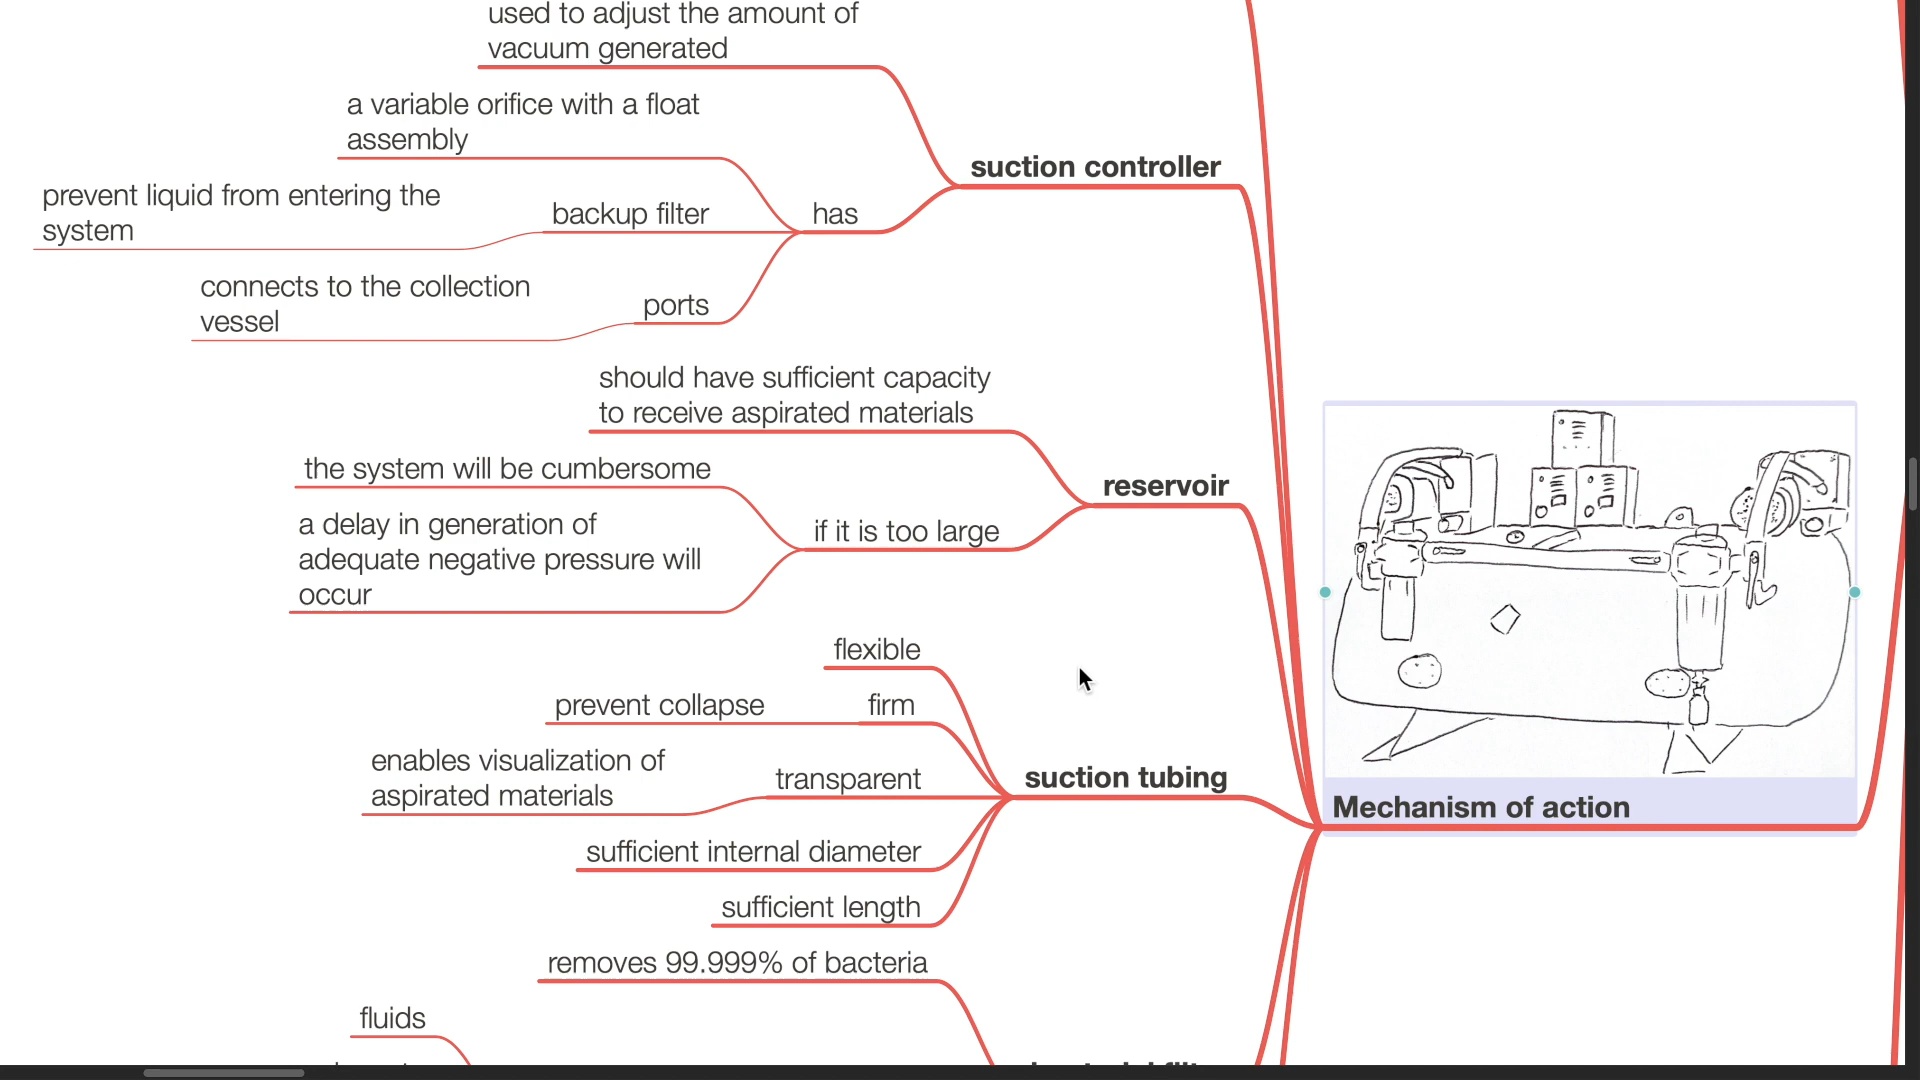 used to adjust the amount of
vacuum generated
a variable orifice with a float
assembly
suction controller
prevent liquid from entering the
system
backup filter
has
connects to the collection
vessel
ports
should have sufficient capacity
to receive aspirated materials
the system will be cumbersome
reservoir
a delay in generation of
adequate negative pressure will
occur
if it is too large
flexible
prevent collapse
firm
enables visualization of
aspirated materials
transparent
suction tubing
Mechanism of action
sufficient internal diameter
sufficient length
removes 99.999% of bacteria
fluids